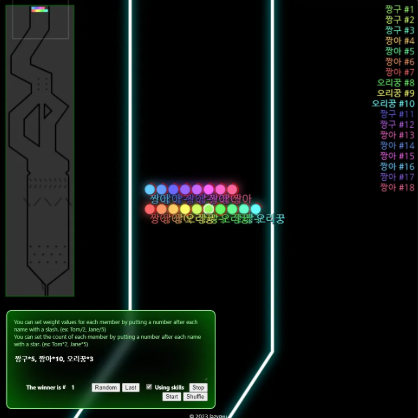 짱구 #1
짱구 #2
짱구 #3
짱아 #4
짱아 #5
짱아 #6
짱아 #7
오리꿍 #8
오리꿍 #9
오리꿍 #10
짱구 #11
짱구 #12
짱아 #13
짱아 #14
짱아 #15
짱아 #16
짱아 #17
짱아 #18
You can set weight values for each member by putting a number after each
name with a slash. (ex: Tom/2, Jane/5)
You can set the count of each member by putting a number after each name
with a star. (ex: Tom*2, Jane*5)
짱구*5, 짱아*10, 오리꿍*3
The winner is # 1 Random Last Using skills Stop
Start Shuffle
© 2023